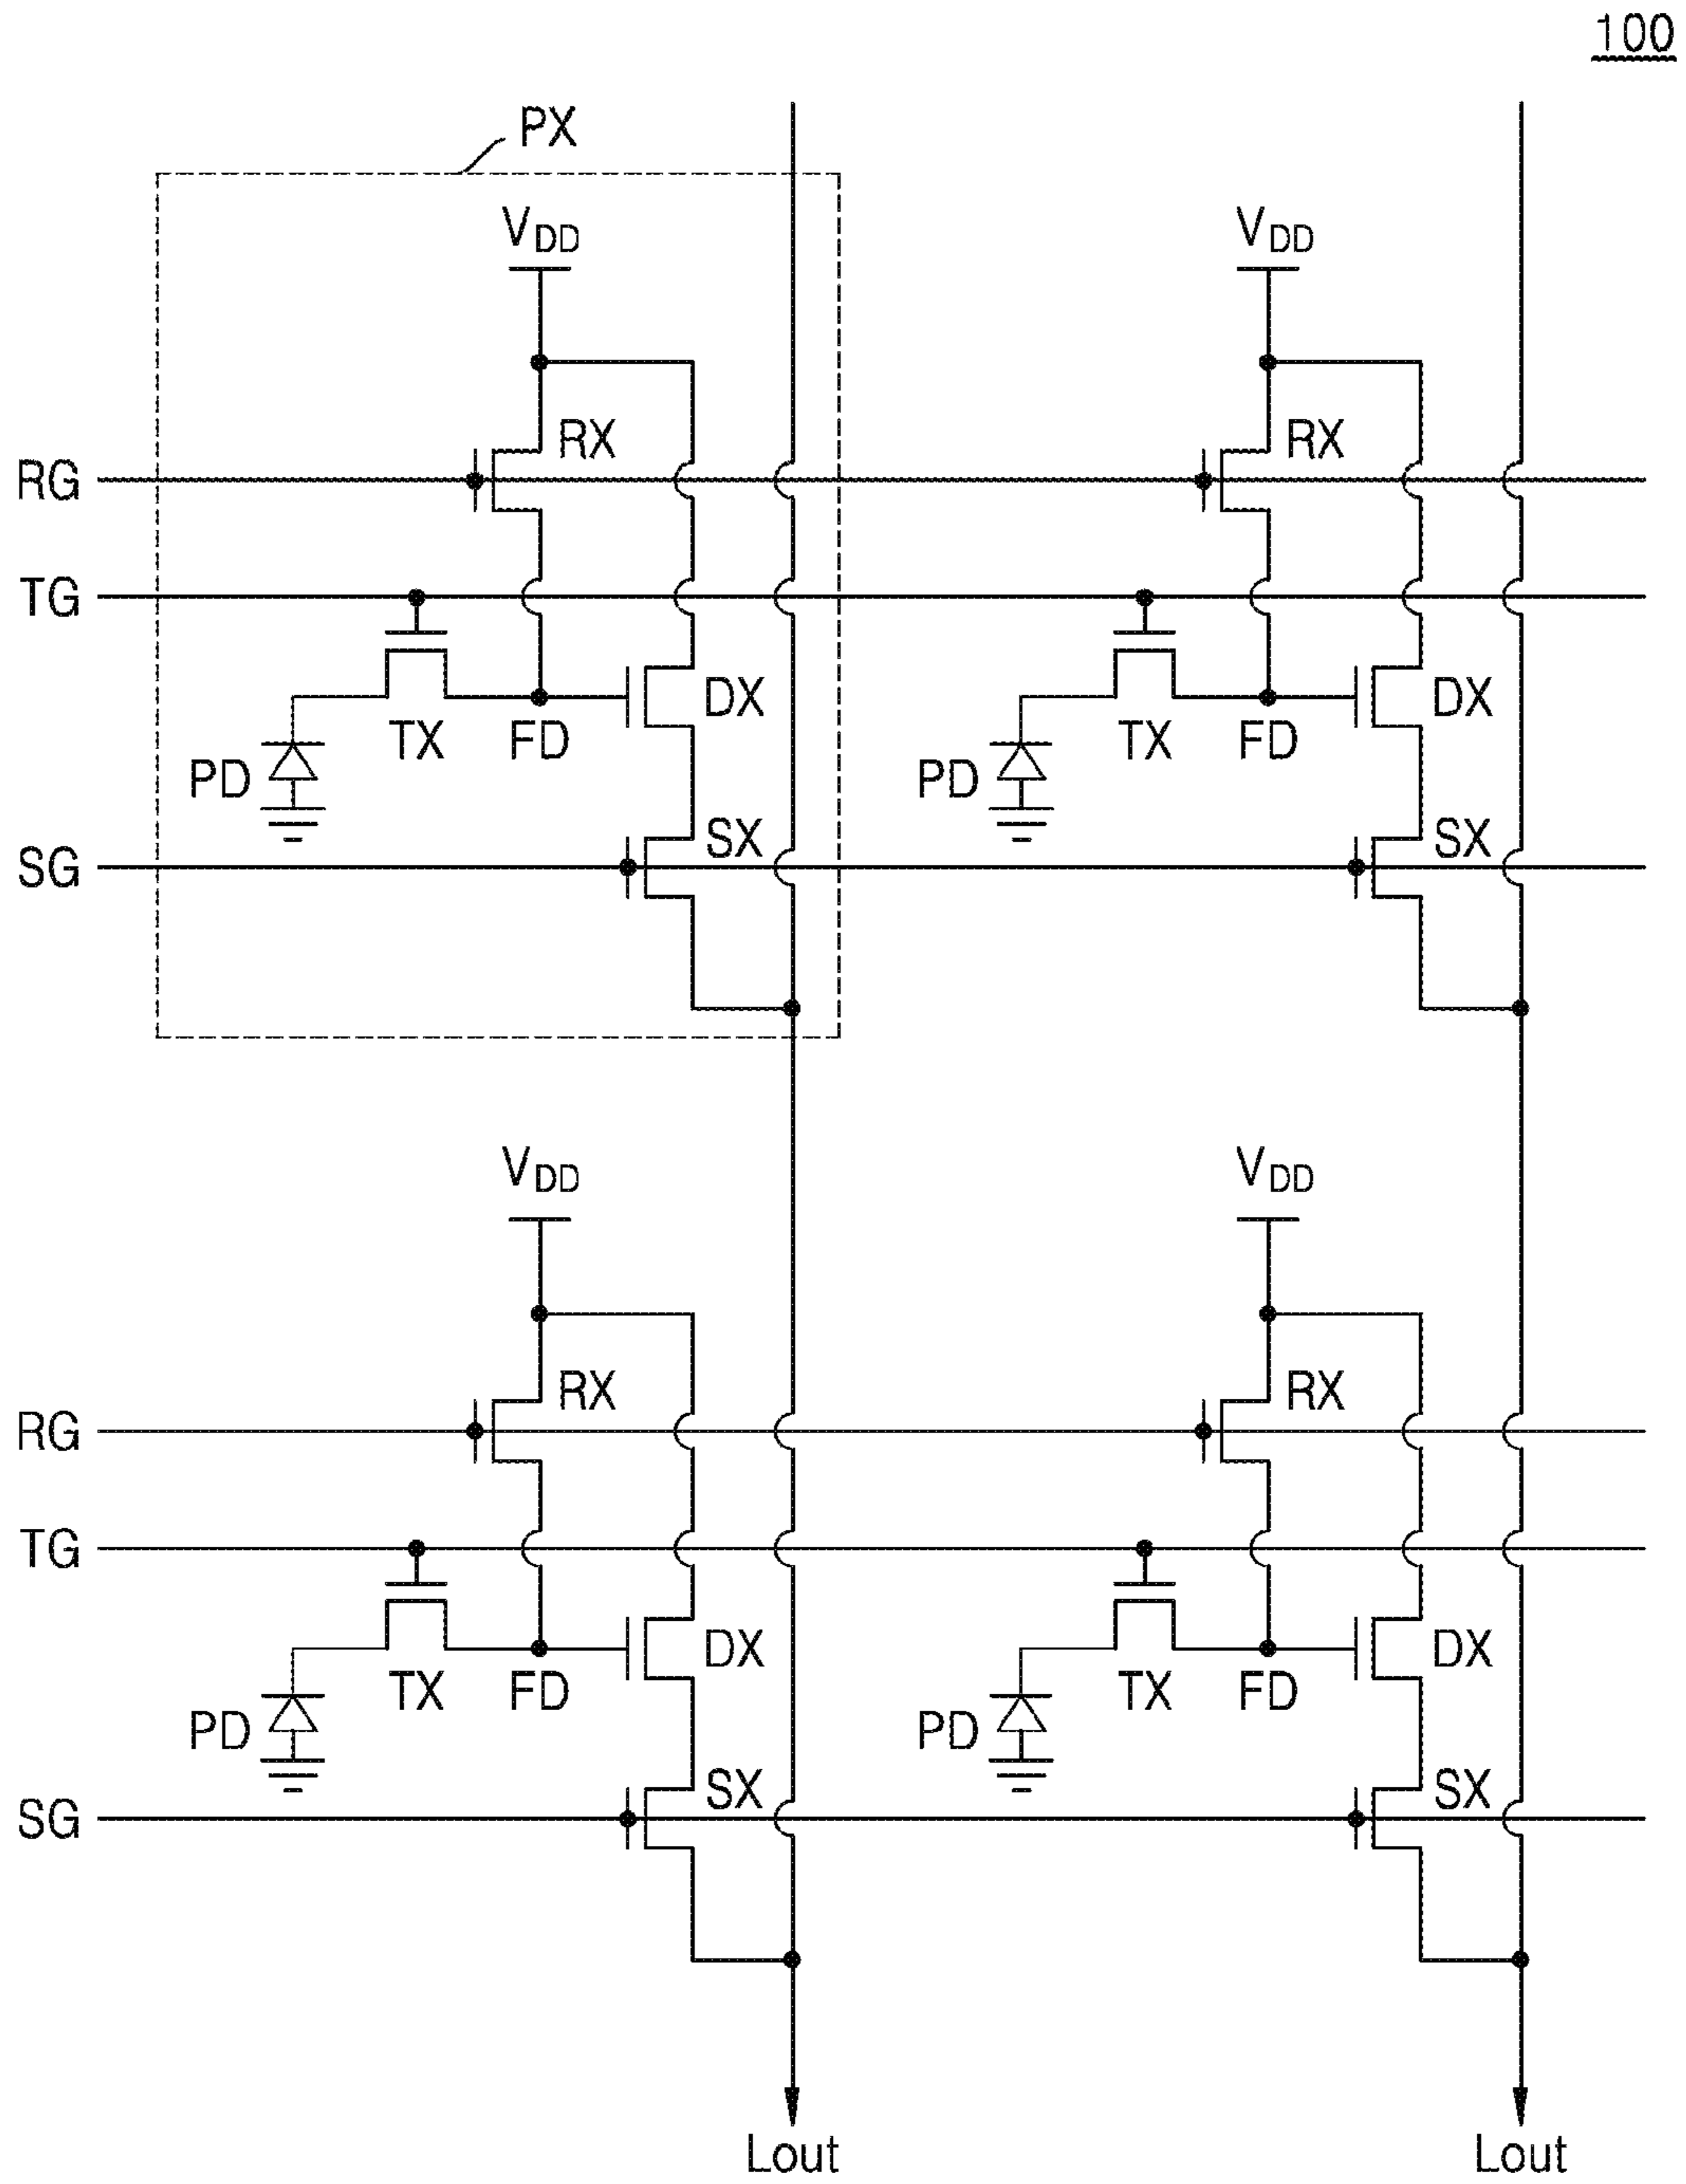 100
PX
VDD VDD
RX RX
RG
TG
DX DX
TX FD TX FD
PD PD
SX SX
SG
VDD VDD
RX RX
RG
TG
DX DX
TX FD TX FD
PD PD
SX SX
SG
Lout Lout